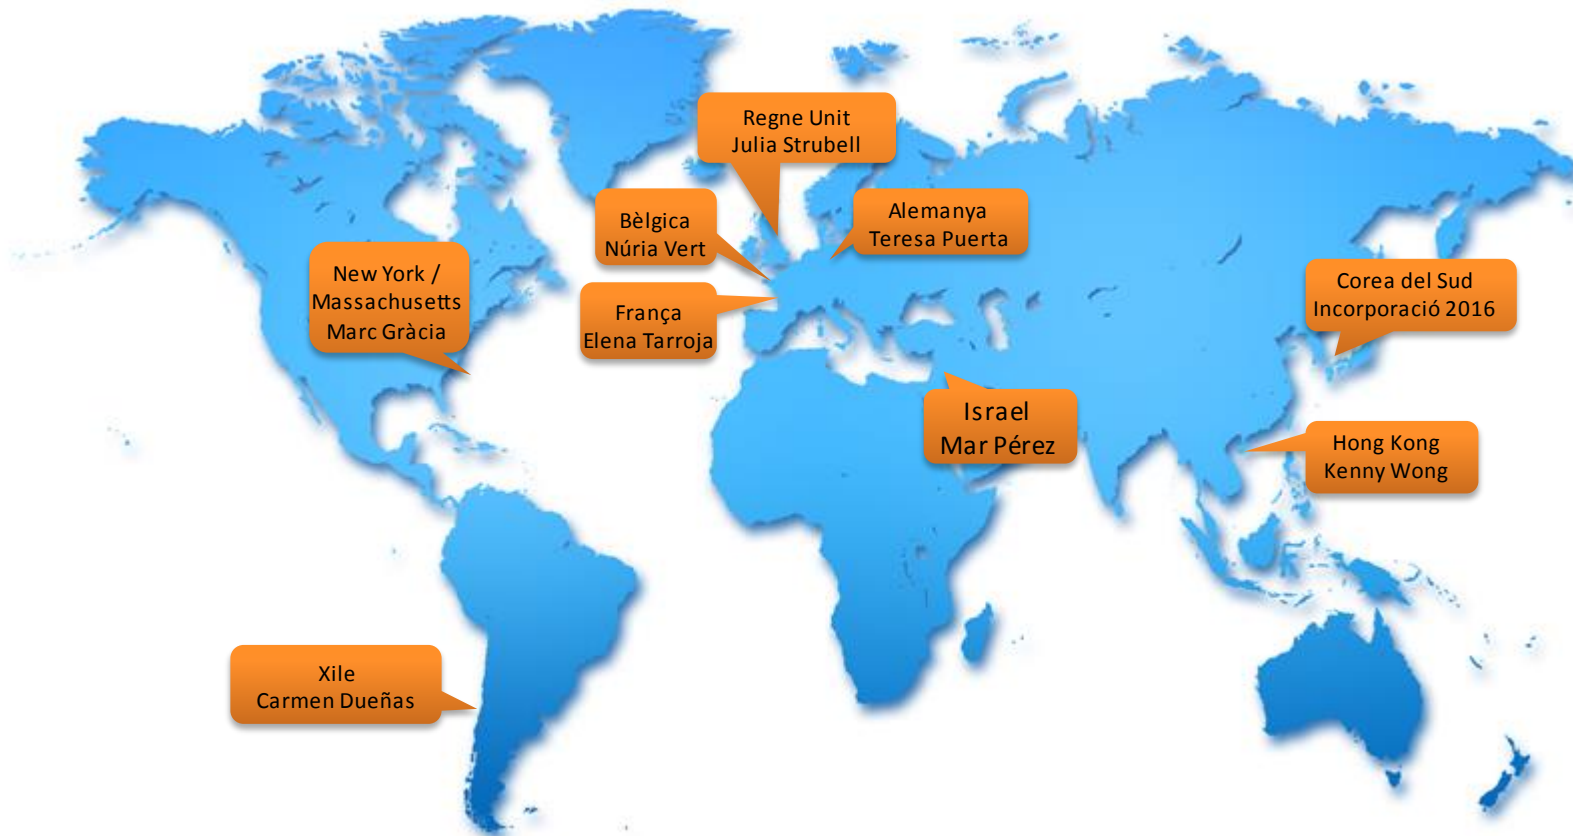 Regne Unit
Julia Strubell
Bèlgica
Núria Vert
Alemanya
Teresa Puerta
New York /
Massachusetts
Marc Gràcia
França
Elena Tarroja
Corea del Sud
Incorporació 2016
Israel
Mar Pérez
Hong Kong
Kenny Wong
Xile
Carmen Dueñas